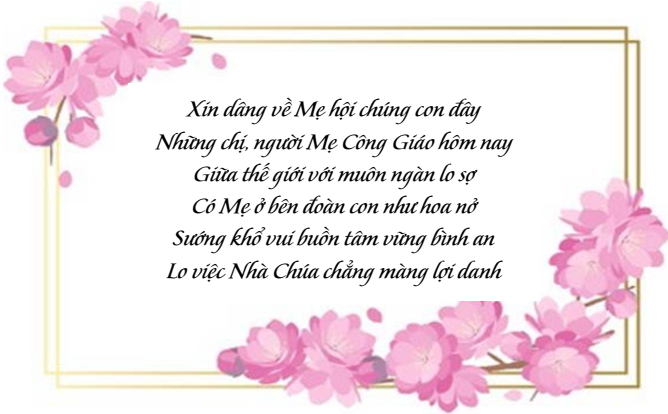 Xin dâng về Mẹ hội chúng con đây
Những chị, người Mẹ Công Giáo hôm nay
Giữa thế giới với muôn ngàn lo sợ
Có Mẹ ở bên đoàn con như hoa nở
Sướng khổ vui buồn tâm vững bình an
Lo việc Nhà Chúa chẳng màng lợi danh